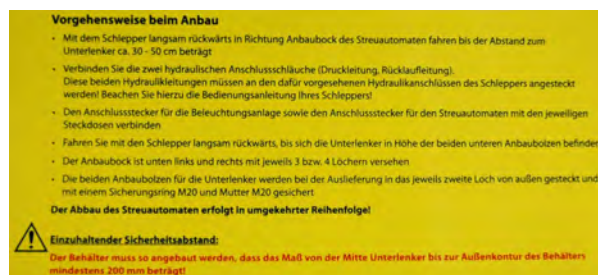 Vorgehensweise beim Anbau
• Mit dem Schlepper langsam rückwärts in Richtung Anbaubock des Streuautomaten fahren bis der Abstand zum
Unterlenker ca. 30 - 50 cm beträgt
• Verbinden Sie die zwei hydraulischen Anschlussschläuche (Druckleitung, Rücklaufleitung).
Diese beiden Hydraulikleitungen müssen an den dafür vorgesehenen Hydraulikanschlüssen des Schleppers angesteckt
werden! Beachen Sie hierzu die Bedienungsanleitung Ihres Schleppers!
• Den Anschlussstecker für die Beleuchtungsanlage sowie den Anschlussstecker für den Streuautomaten mit den jeweiligen
Steckdosen verbinden
• Fahren Sie mit den Schlepper langsam rückwärts, bis sich die Unterlenker in Höhe der beiden unteren Anbaubolzen befinden
• Der Anbaubock ist unten links und rechts mit jeweils 3 bzw. 4 Löchern versehen
• Die beiden Anbaubolzen für die Unterlenker werden bei der Auslieferung in das jeweils zweite Loch von außen gesteckt und
mit einem Sicherungsring M20 und Mutter M20 gesichert
Der Abbau des Streuautomaten erfolgt in umgekehrter Reihenfolge!
Einzuhaltender Sicherheitsabstand:
Der Behälter muss so angebaut werden, dass das Maß von der Mitte Unterlenker bis zur Außenkontur des Behälters
mindestens 200 mm beträgt!